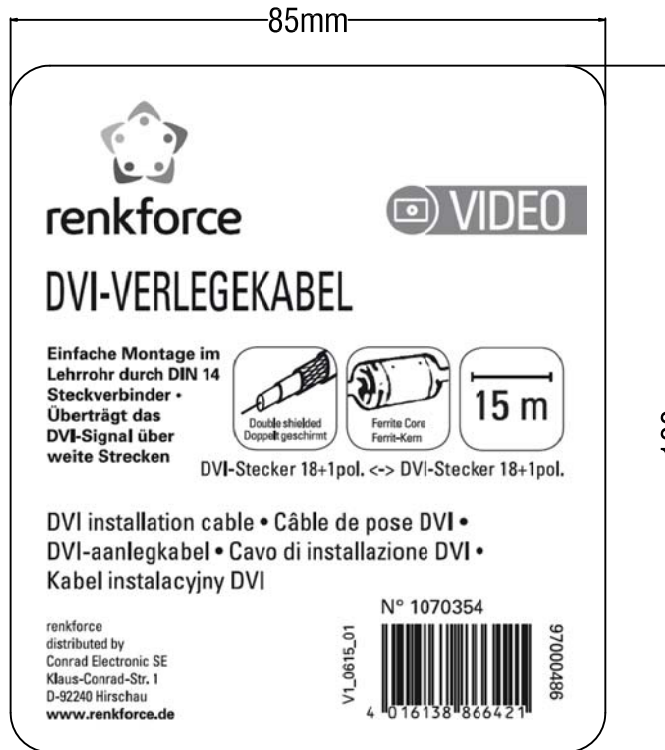 85mm
renkforce
VIDEO
DVI-VERLEGEKABEL
Einfache Montage im
Lehrrohr durch DIN 14
Steckverbinder •
Überträgt das
DVI-Signal über
weite Strecken
Double shielded
Doppelt geschirmt
Ferrite Core
Ferrit-Kern
15 m
DVI-Stecker 18+1pol. <-> DVI-Stecker 18+1pol.
DVI installation cable • Câble de pose DVI •
DVI-aanlegkabel • Cavo di installazione DVI •
Kabel instalacyjny DVI
renkforce
distributed by
Conrad Electronic SE
Klaus-Conrad-Str. 1
D-92240 Hirschau
www.renkforce.de
N° 1070354
V1_0615_01
4 016138 866421
97000486